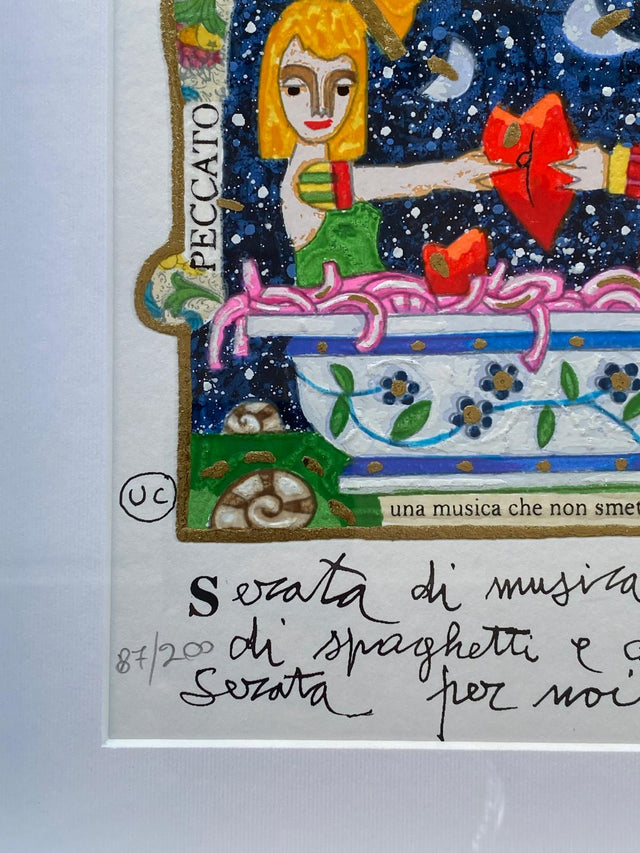 PECCATO
UC
una musica che non smet
Serata di musica
87/200 di spaghetti e
Serata per noi